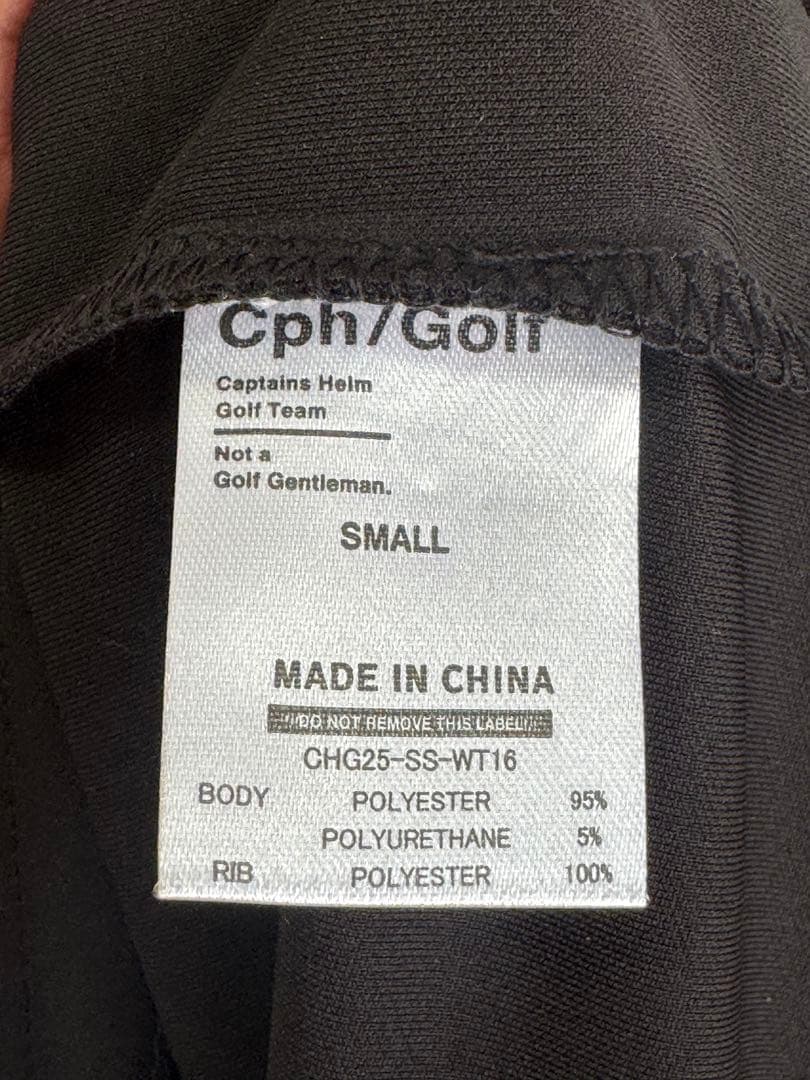 Cph/Golf
Captains Helm
Golf Team
Not a
Golf Gentleman.
SMALL
MADE IN CHINA
!!!DO NOT REMOVE THIS LABEL!!!
CHG25-SS-WT16
BODY POLYESTER 95%
POLYURETHANE 5%
RIB POLYESTER 100%